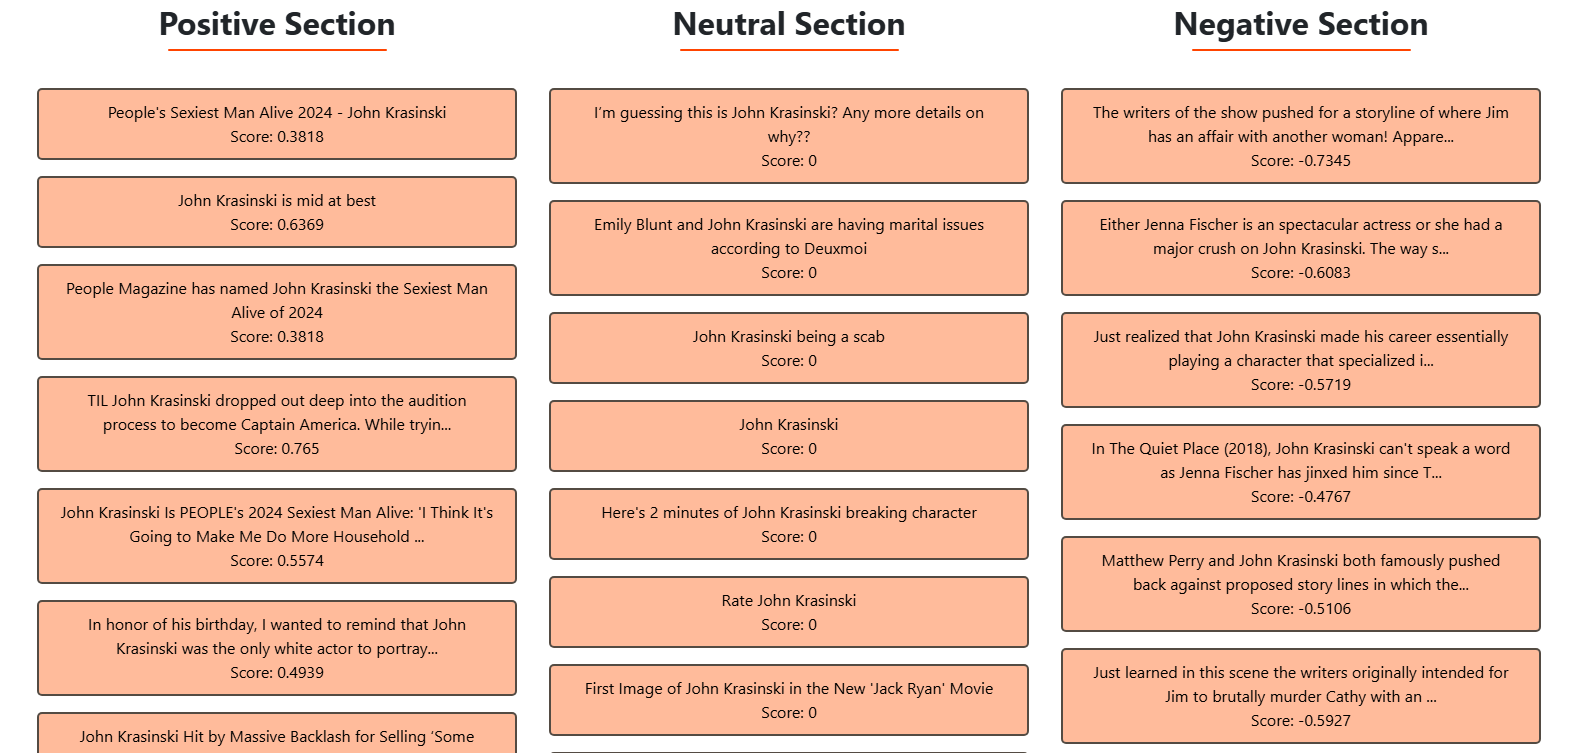 Positive Section
People's Sexiest Man Alive 2024 - John Krasinski
Score: 0.3818
John Krasinski is mid at best
Score: 0.6369
People Magazine has named John Krasinski the Sexiest Man
Alive of 2024
Score: 0.3818
TIL John Krasinski dropped out deep into the audition
process to become Captain America. While tryin...
Score: 0.765
John Krasinski Is PEOPLE's 2024 Sexiest Man Alive: 'I Think It's
Going to Make Me Do More Household ...
Score: 0.5574
In honor of his birthday, I wanted to remind that John
Krasinski was the only white actor to portray...
Score: 0.4939
John Krasinski Hit by Massive Backlash for Selling ‘Some
Neutral Section
I’m guessing this is John Krasinski? Any more details on
why??
Score: 0
Emily Blunt and John Krasinski are having marital issues
according to Deuxmoi
Score: 0
John Krasinski being a scab
Score: 0
John Krasinski
Score: 0
Here's 2 minutes of John Krasinski breaking character
Score: 0
Rate John Krasinski
Score: 0
First Image of John Krasinski in the New 'Jack Ryan' Movie
Score: 0
Negative Section
The writers of the show pushed for a storyline of where Jim
has an affair with another woman! Appare...
Score: -0.7345
Either Jenna Fischer is an spectacular actress or she had a
major crush on John Krasinski. The way s...
Score: -0.6083
Just realized that John Krasinski made his career essentially
playing a character that specialized i...
Score: -0.5719
In The Quiet Place (2018), John Krasinski can't speak a word
as Jenna Fischer has jinxed him since T...
Score: -0.4767
Matthew Perry and John Krasinski both famously pushed
back against proposed story lines in which the...
Score: -0.5106
Just learned in this scene the writers originally intended for
Jim to brutally murder Cathy with an ...
Score: -0.5927